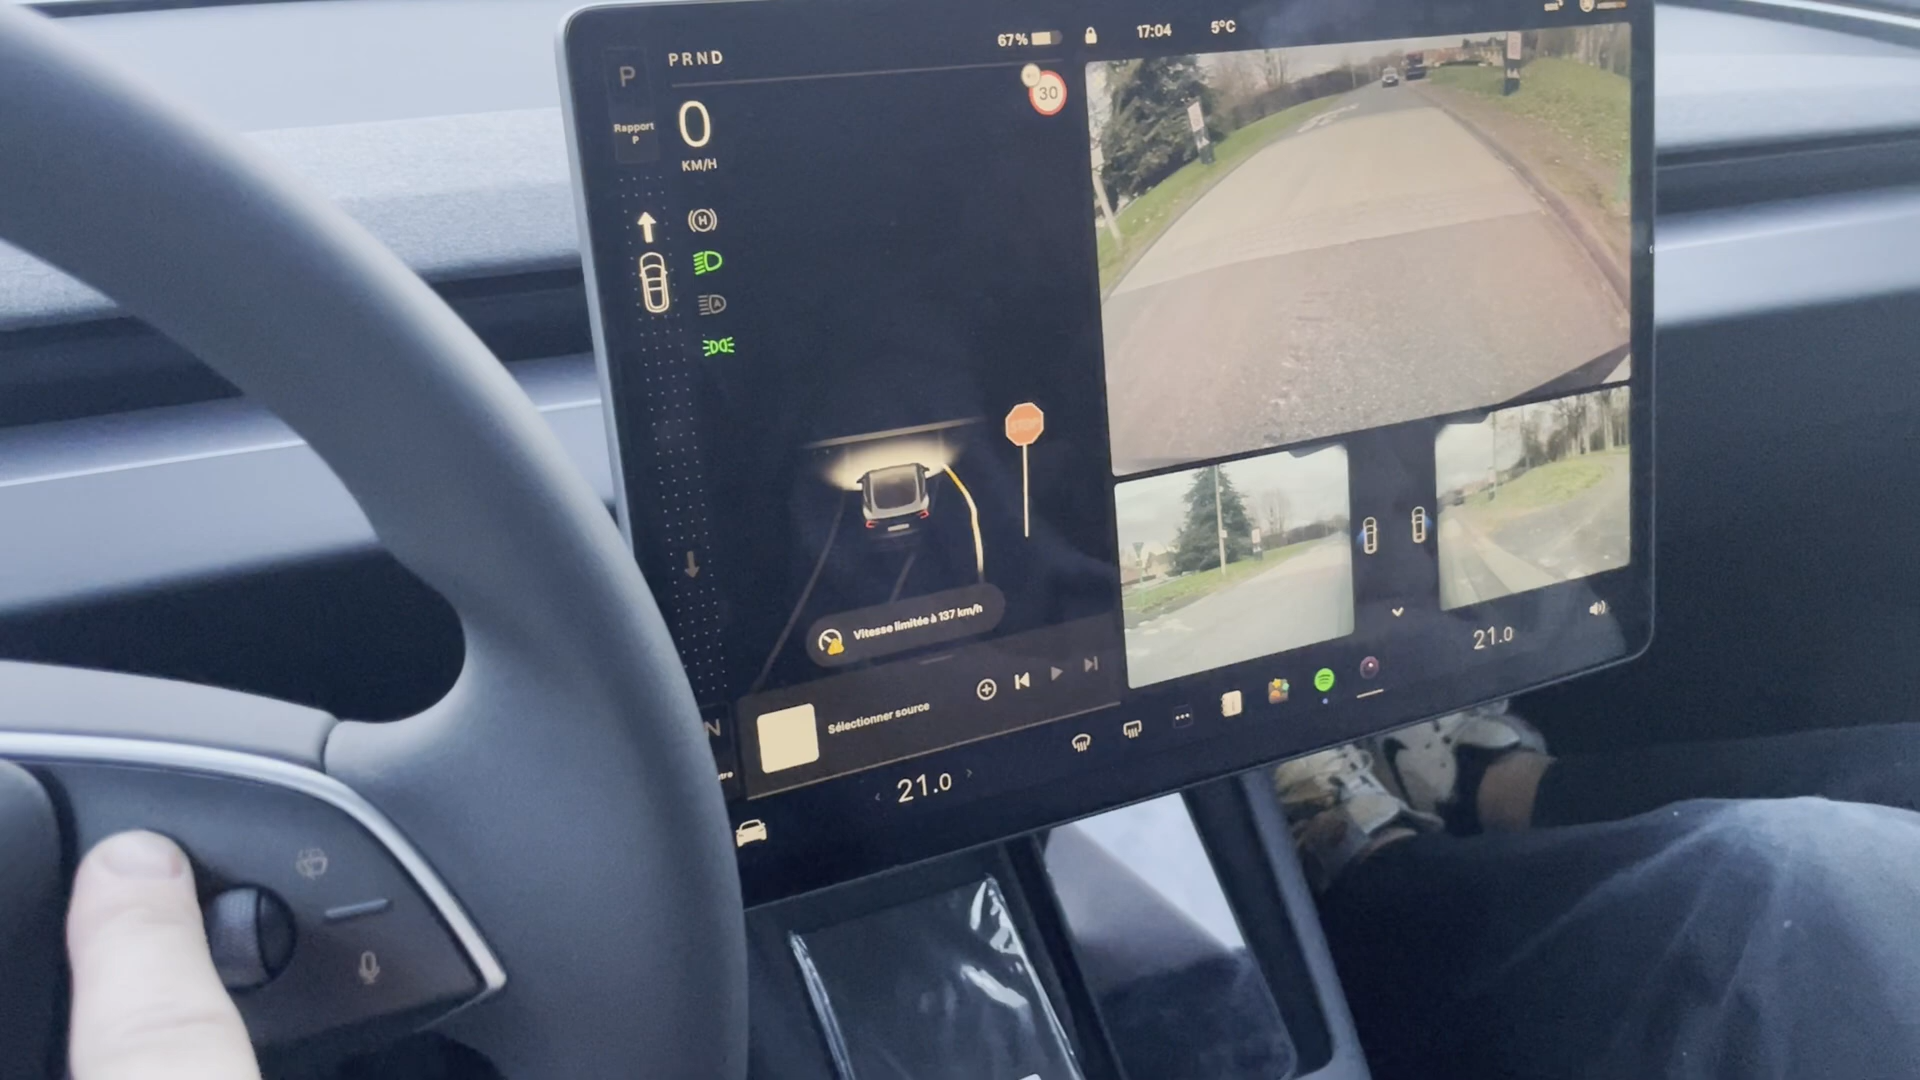 67% 17:04 5°C
PRND
P
Rapport
P
0
KM/H
30
H
A
STOP
Vitesse limitée à 137 km/h
Sélectionner source
N
21.0
21.0